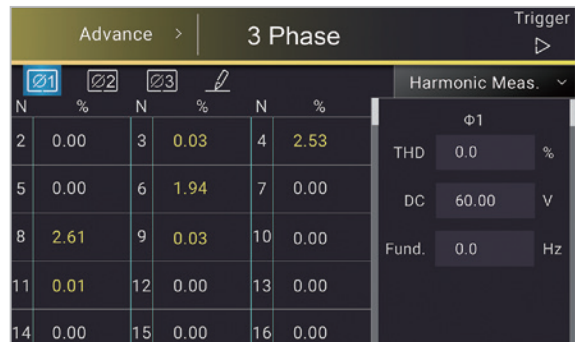 Advance > 3 Phase Trigger
Ø1 Ø2 Ø3 Harmonic Meas.
N % N % N %
Φ1
2 0.00 3 0.03 4 2.53
THD 0.0 %
5 0.00 6 1.94 7 0.00
DC 60.00 V
8 2.61 9 0.03 10 0.00
Fund. 0.0 Hz
11 0.01 12 0.00 13 0.00
14 0.00 15 0.00 16 0.00